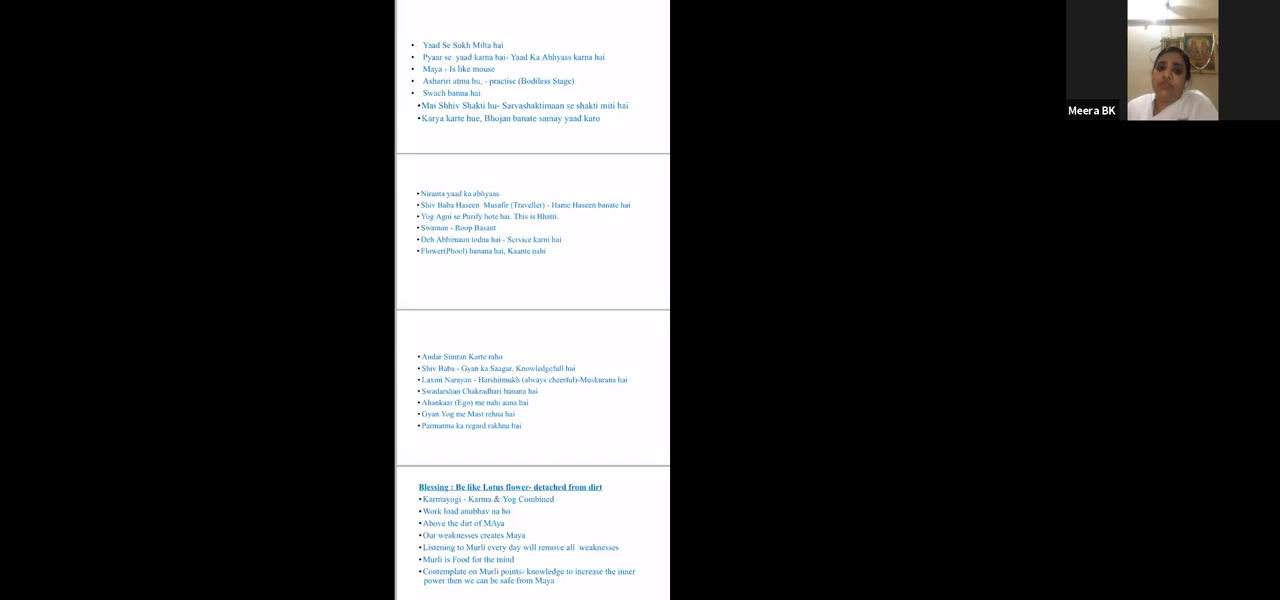 • Yaad Se Sukh Milta hai
• Pyaar se yaad karna hai- Yaad Ka Abhyass karna hai
• Maya - Is like mouse
• Ashariri atma hu, - practise (Bodiless Stage)
• Swach banna hai
• Mai Shhiv Shakti hu- Sarvashaktimaan se shakti miti hai
• Karya karte hue, Bhojan banate samay yaad karo
• Niranta yaad ka abhyaas
• Shiv Baba Haseen Musafir (Traveller) - Hame Haseen banate hai
• Yog Agni se Purify hote hai. This is Bhatti.
• Swaman - Roop Basant
• Deh Abhimaan todna hai - Service karni hai
• Flower(Phool) banana hai, Kaante nahi
• Andar Simran Karte raho
• Shiv Baba - Gyan ka Saagar, Knowledgefull hai
• Laxmi Narayan - Harshitmukh (always cheerful)-Muskurana hai
• Swadarshan Chakradhari banana hai
• Ahankaar (Ego) me nahi aana hai
• Gyan Yog me Mast rehna hai
• Parmatma ka regard rakhna hai
Blessing : Be like Lotus flower- detached from dirt
• Karmayogi - Karma & Yog Combined
• Work load anubhav na ho
• Above the dirt of MAya
• Our weaknesses creates Maya
• Listening to Murli every day will remove all weaknesses
• Murli is Food for the mind
• Contemplate on Murli points- knowledge to increase the inner
power then we can be safe from Maya
Meera BK